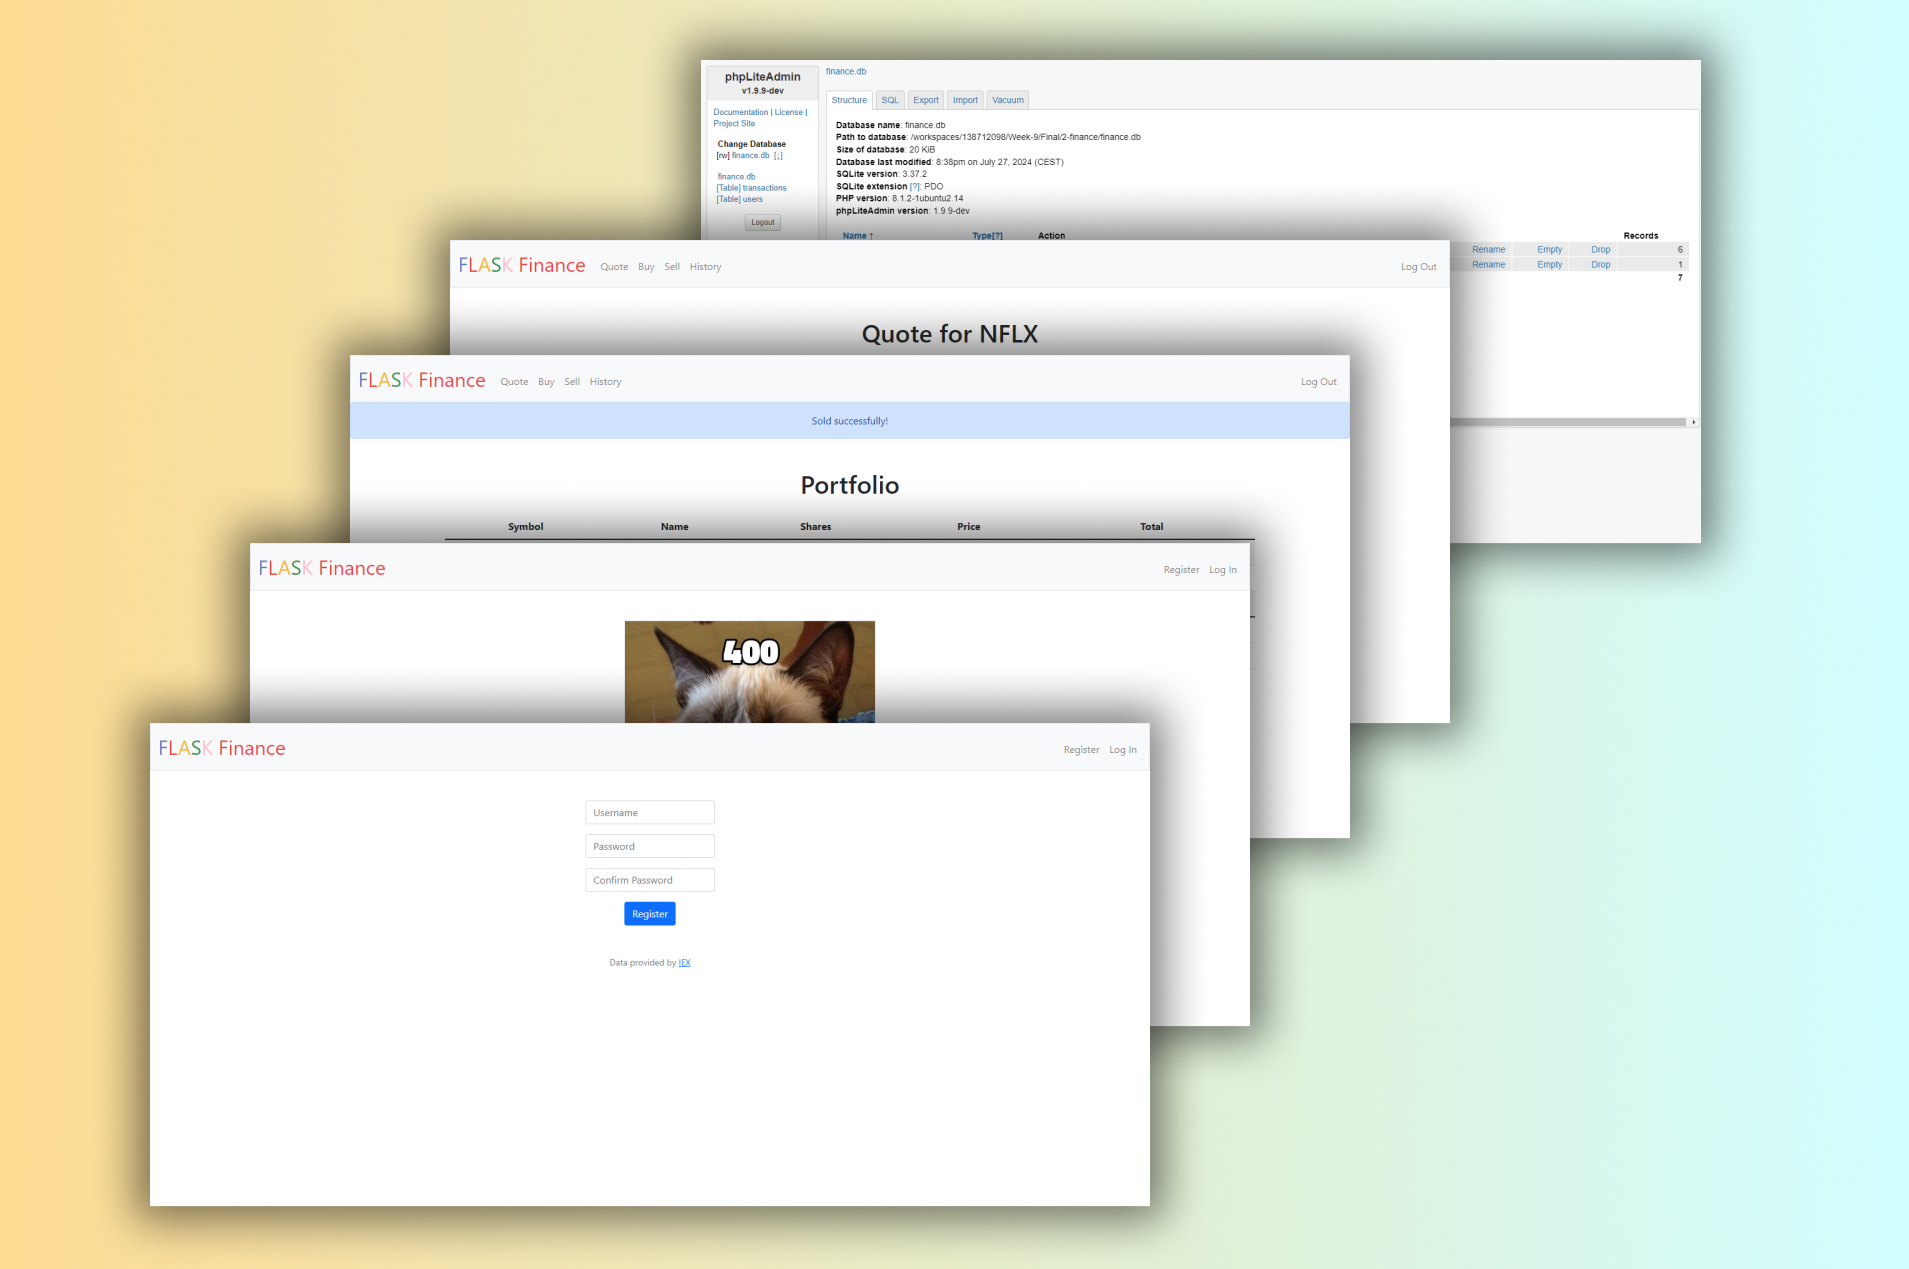 phpLiteAdmin
v1.9.9-dev
Documentation | License |
Project Site
Change Database
[rw] finance.db [↓]
finance.db
[Table] transactions
[Table] users
Logout
finance.db
Structure SQL Export Import Vacuum
Database name: finance.db
Path to database: /workspaces/138712098/Week-9/Final/2-finance/finance.db
Size of database: 20 KiB
Database last modified: 8:38pm on July 27, 2024 (CEST)
SQLite version: 3.37.2
SQLite extension [?]: PDO
PHP version: 8.1.2-1ubuntu2.14
phpLiteAdmin version: 1.9.9-dev
Name ↑ Type[?] Action Records
Rename Empty Drop 6
Rename Empty Drop 1
7
FLASK Finance Quote Buy Sell History Log Out
Quote for NFLX
FLASK Finance Quote Buy Sell History Log Out
Sold successfully!
Portfolio
Symbol Name Shares Price Total
FLASK Finance Register Log In
400
FLASK Finance Register Log In
Username
Password
Confirm Password
Register
Data provided by IEX